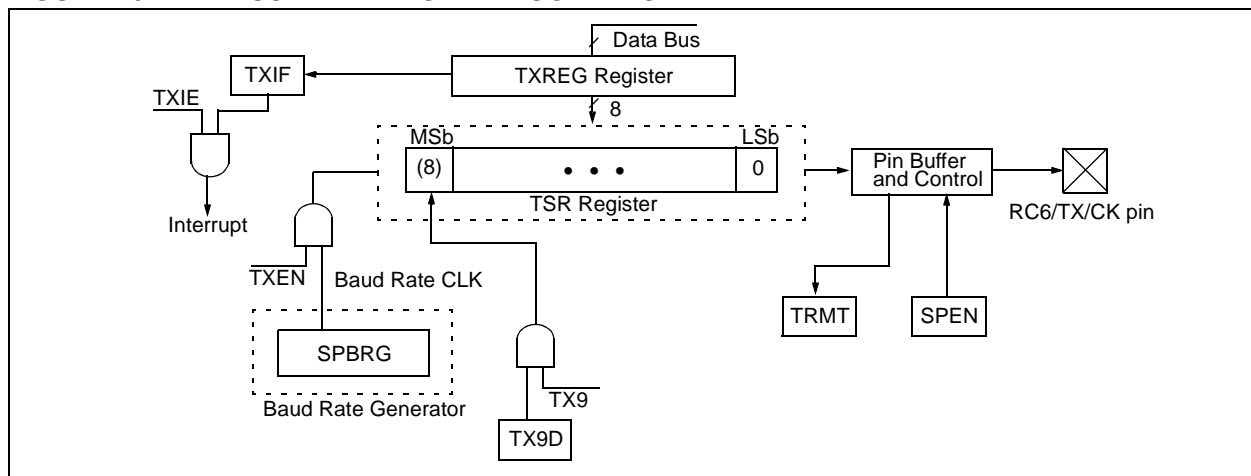 Data Bus
TXIF
TXREG Register
TXIE
8
MSb
LSb
(8)
• • •
0
Pin Buffer
and Control
TSR Register
Interrupt
RC6/TX/CK pin
TXEN
Baud Rate CLK
TRMT
SPEN
SPBRG
TX9
Baud Rate Generator
TX9D